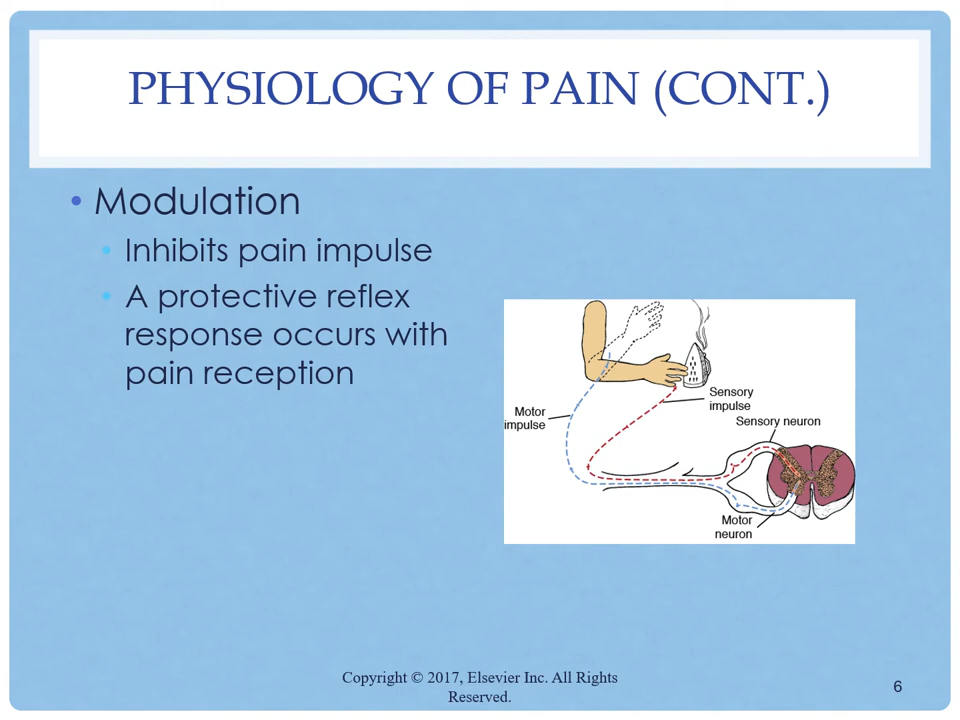 PHYSIOLOGY OF PAIN (CONT.)
• Modulation
• Inhibits pain impulse
• A protective reflex
response occurs with
pain reception
Motor
impulse
Sensory
impulse
Sensory neuron
Motor
neuron
Copyright © 2017, Elsevier Inc. All Rights
Reserved.
6